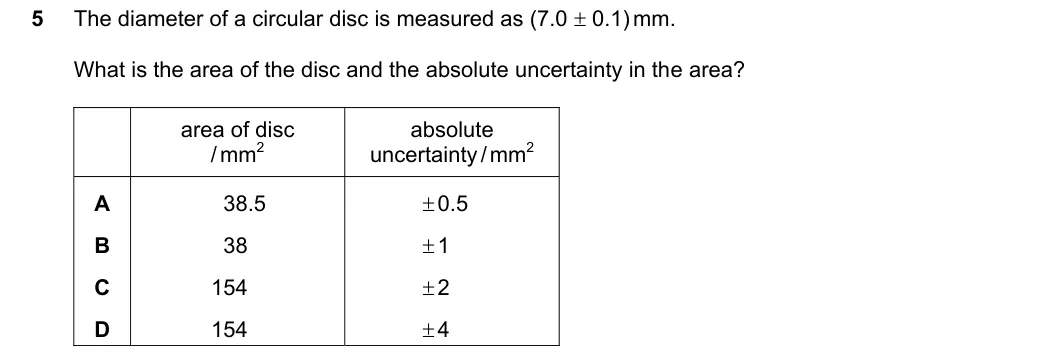 5 The diameter of a circular disc is measured as (7.0 ± 0.1) mm.
What is the area of the disc and the absolute uncertainty in the area?
area of disc / mm² absolute uncertainty / mm²
A 38.5 ±0.5
B 38 ±1
C 154 ±2
D 154 ±4